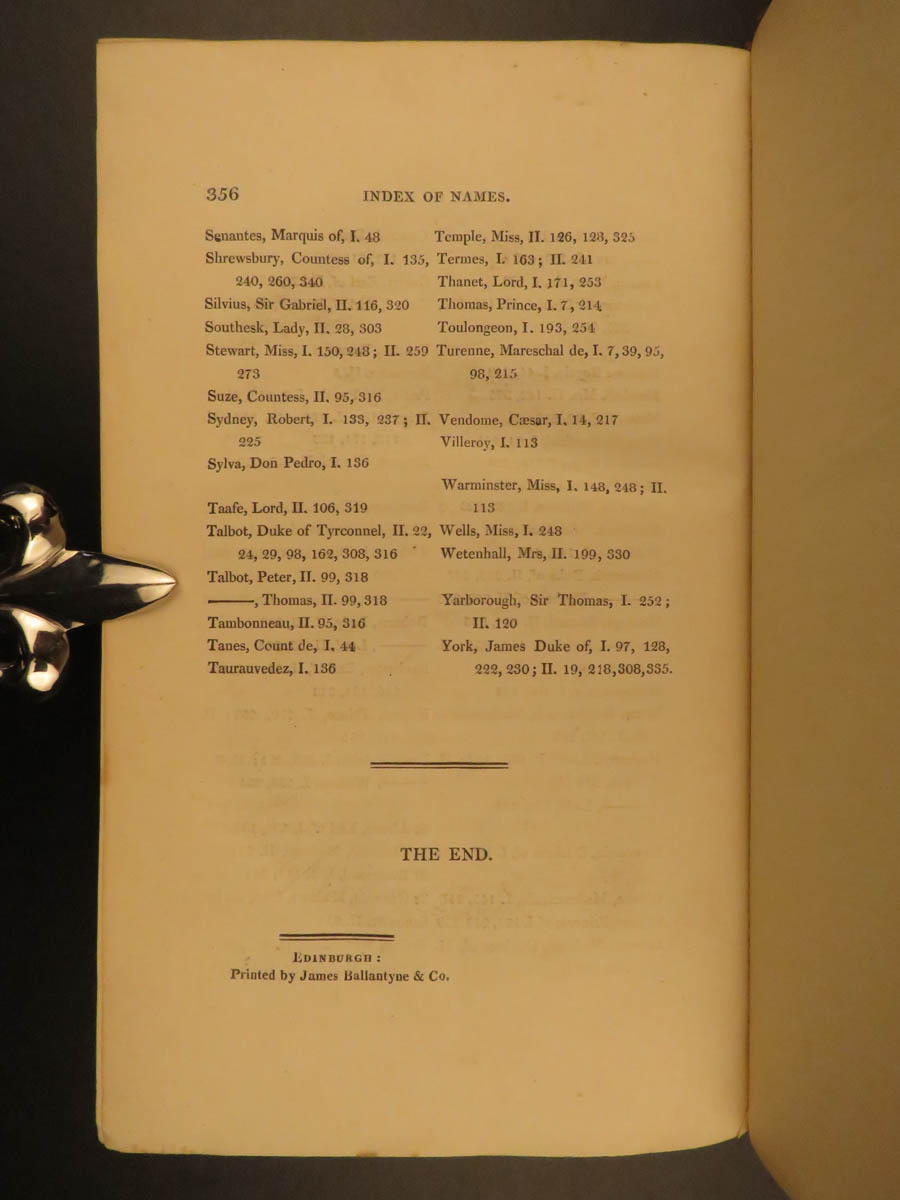 356
INDEX OF NAMES.
Senantes, Marquis of, I. 48
Shrewsbury, Countess of, I. 135,
240, 260, 340
Silvius, Sir Gabriel, II. 116, 320
Southesk, Lady, II. 28, 303
Stewart, Miss, I. 150, 248; II. 259
273
Suze, Countess, II. 95, 316
Sydney, Robert, I. 133, 237; II.
225
Sylva, Don Pedro, I. 136
Taafe, Lord, II. 106, 319
Talbot, Duke of Tyrconnel, II. 22,
24, 29, 98, 162, 308, 316
Talbot, Peter, II. 99, 318
———, Thomas, II. 99, 318
Tambonneau, II. 95, 316
Tanes, Count de, I. 44
Taurauvedez, I. 136
Temple, Miss, II. 126, 128, 325
Termes, I. 163; II. 241
Thanet, Lord, I. 171, 253
Thomas, Prince, I. 7, 214
Toulongeon, I. 193, 254
Turenne, Mareschal de, I. 7, 39, 95,
98, 215
Vendome, Cæsar, I. 14, 217
Villeroy, I. 113
Warminster, Miss, I. 148, 248; II.
113
Wells, Miss, I. 248
Wetenhall, Mrs, II. 199, 330
Yarborough, Sir Thomas, I. 252;
II. 120
York, James Duke of, I. 97, 128,
222, 230; II. 19, 218,308,335.
THE END.
EDINBURGH:
Printed by James Ballantyne & Co.